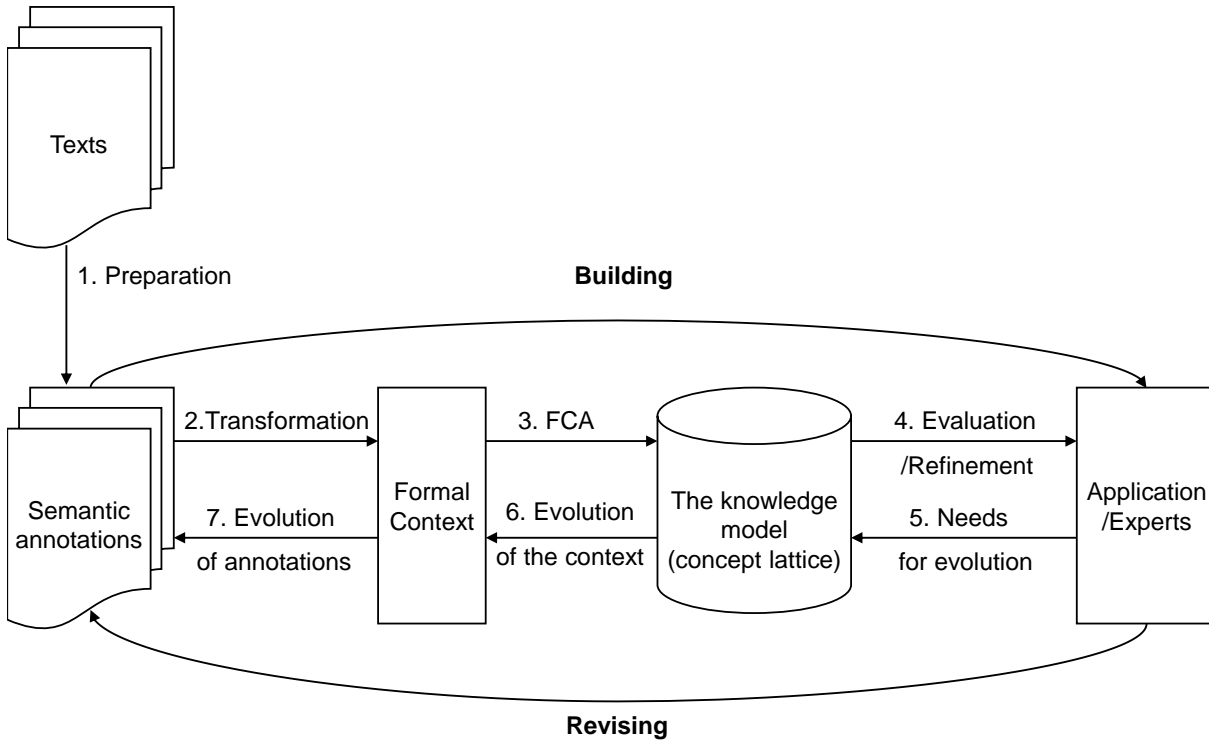 Texts
1. Preparation
Building
2.Transformation
3. FCA
4. Evaluation
/Refinement
Semantic
annotations
Formal
Context
The knowledge
model
(concept lattice)
Application
/Experts
7. Evolution
of annotations
6. Evolution
of the context
5. Needs
for evolution
Revising